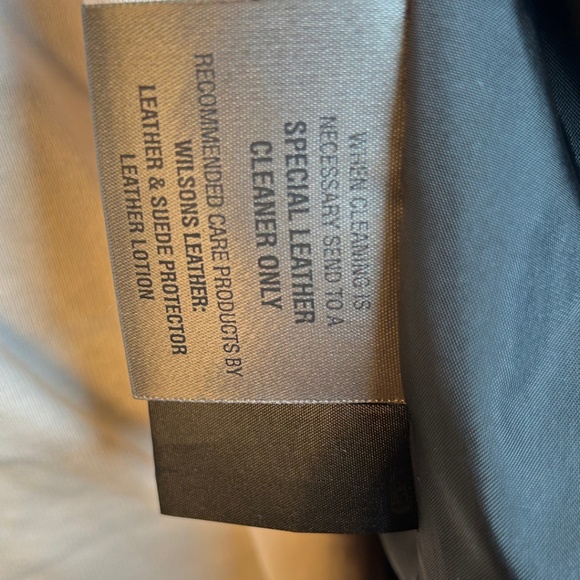 WHEN CLEANING IS
NECESSARY SEND TO A
SPECIAL LEATHER
CLEANER ONLY
RECOMMENDED CARE PRODUCTS BY
WILSONS LEATHER:
LEATHER & SUEDE PROTECTOR
LEATHER LOTION